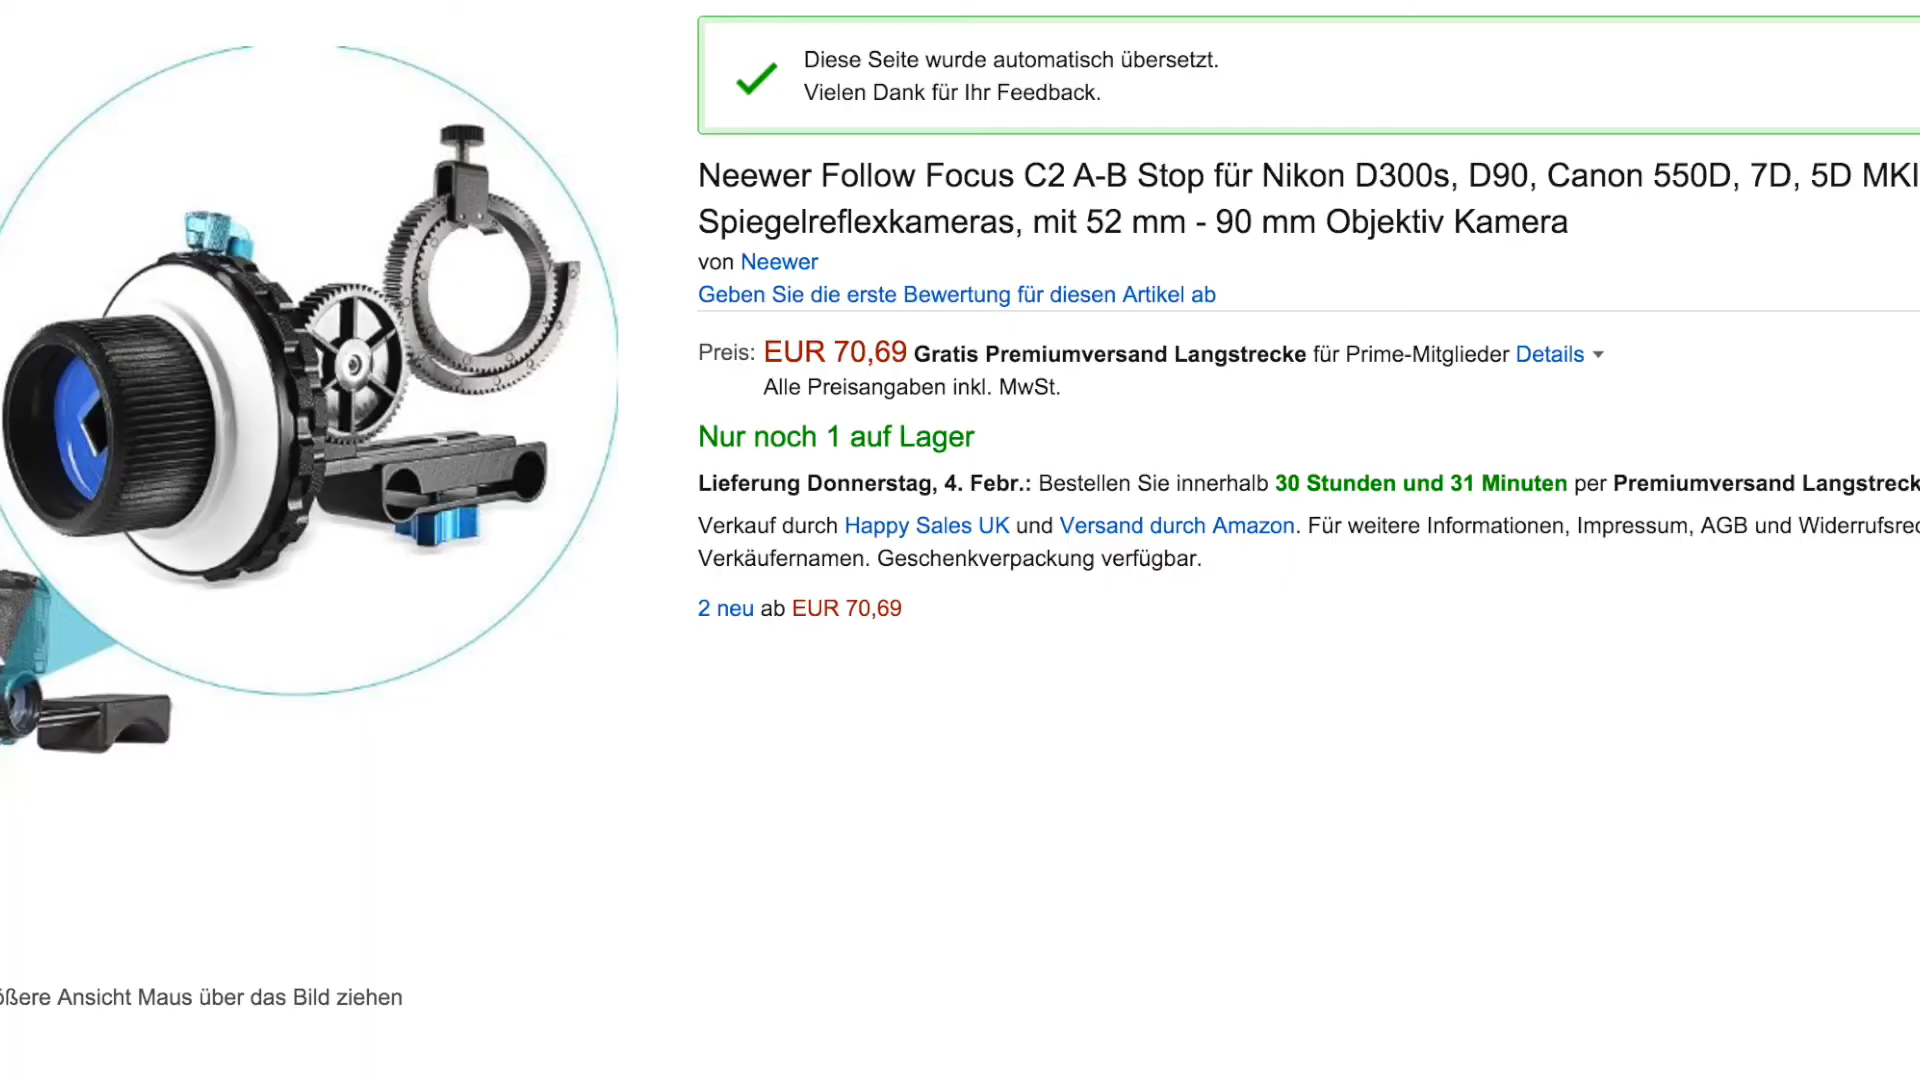 Diese Seite wurde automatisch übersetzt.
Vielen Dank für Ihr Feedback.
Neewer Follow Focus C2 A-B Stop für Nikon D300s, D90, Canon 550D, 7D, 5D MKI
Spiegelreflexkameras, mit 52 mm - 90 mm Objektiv Kamera
von Neewer
Geben Sie die erste Bewertung für diesen Artikel ab
Preis: EUR 70,69 Gratis Premiumversand Langstrecke für Prime-Mitglieder Details
Alle Preisangaben inkl. MwSt.
Nur noch 1 auf Lager
Lieferung Donnerstag, 4. Febr.: Bestellen Sie innerhalb 30 Stunden und 31 Minuten per Premiumversand Langstreck
Verkauf durch Happy Sales UK und Versand durch Amazon. Für weitere Informationen, Impressum, AGB und Widerrufsrec
Verkäufernamen. Geschenkverpackung verfügbar.
2 neu ab EUR 70,69
ößere Ansicht Maus über das Bild ziehen